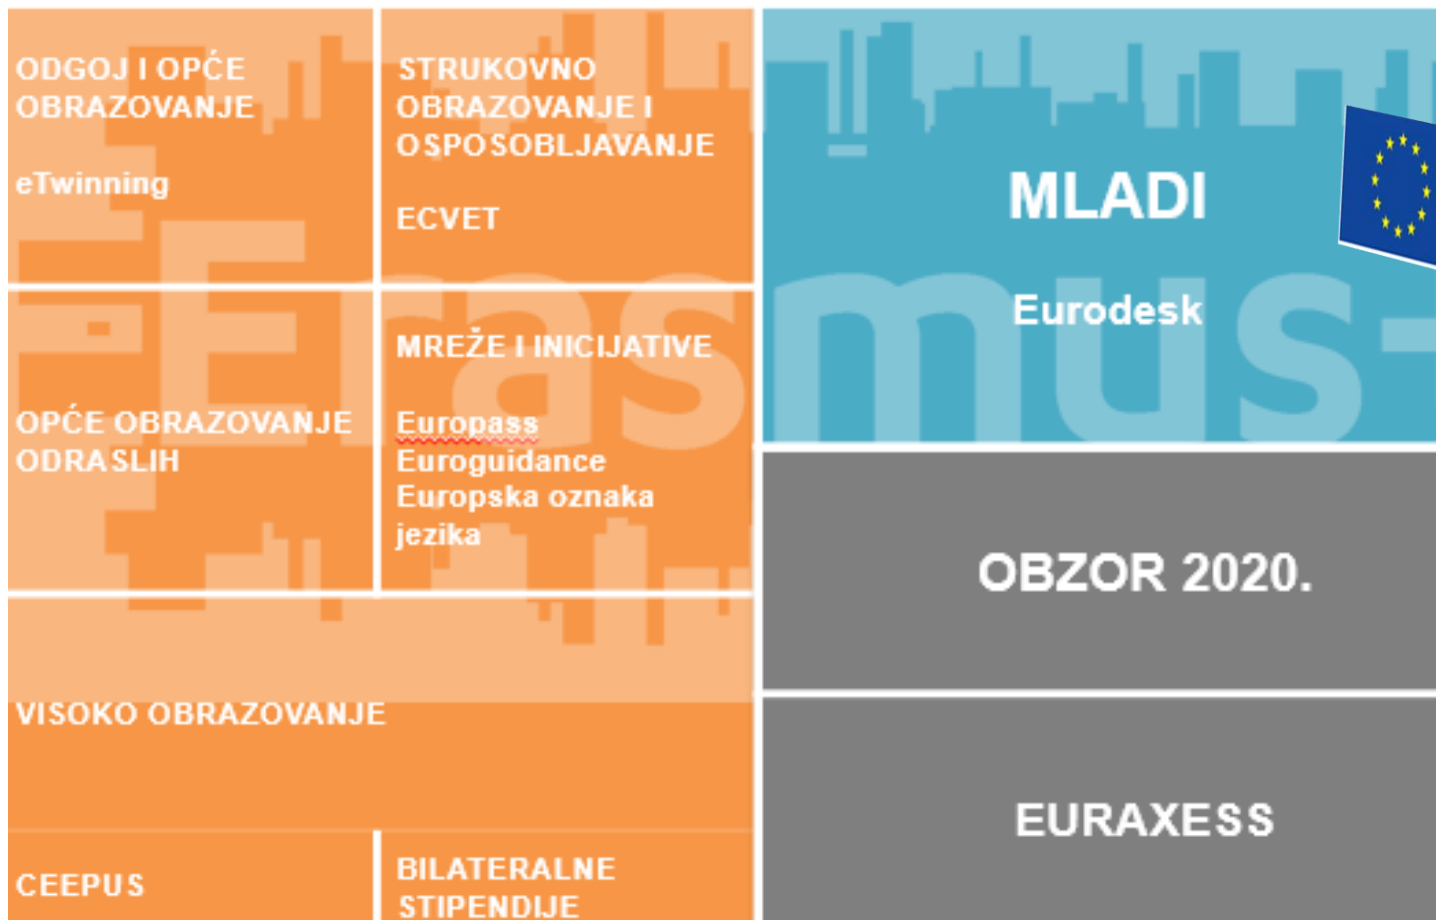 ODGOJ I OPĆE
OBRAZOVANJE
eTwinning
STRUKOVNO
OBRAZOVANJE I
OSPOSOBLJAVANJE
ECVET
MLADI
Eurodesk
Erasmus+
OPĆE OBRAZOVANJE
ODRASLIH
MREŽE I INICIJATIVE
Europass
Euroguidance
Europska oznaka
jezika
OBZOR 2020.
VISOKO OBRAZOVANJE
EURAXESS
CEEPUS
BILATERALNE
STIPENDIJE